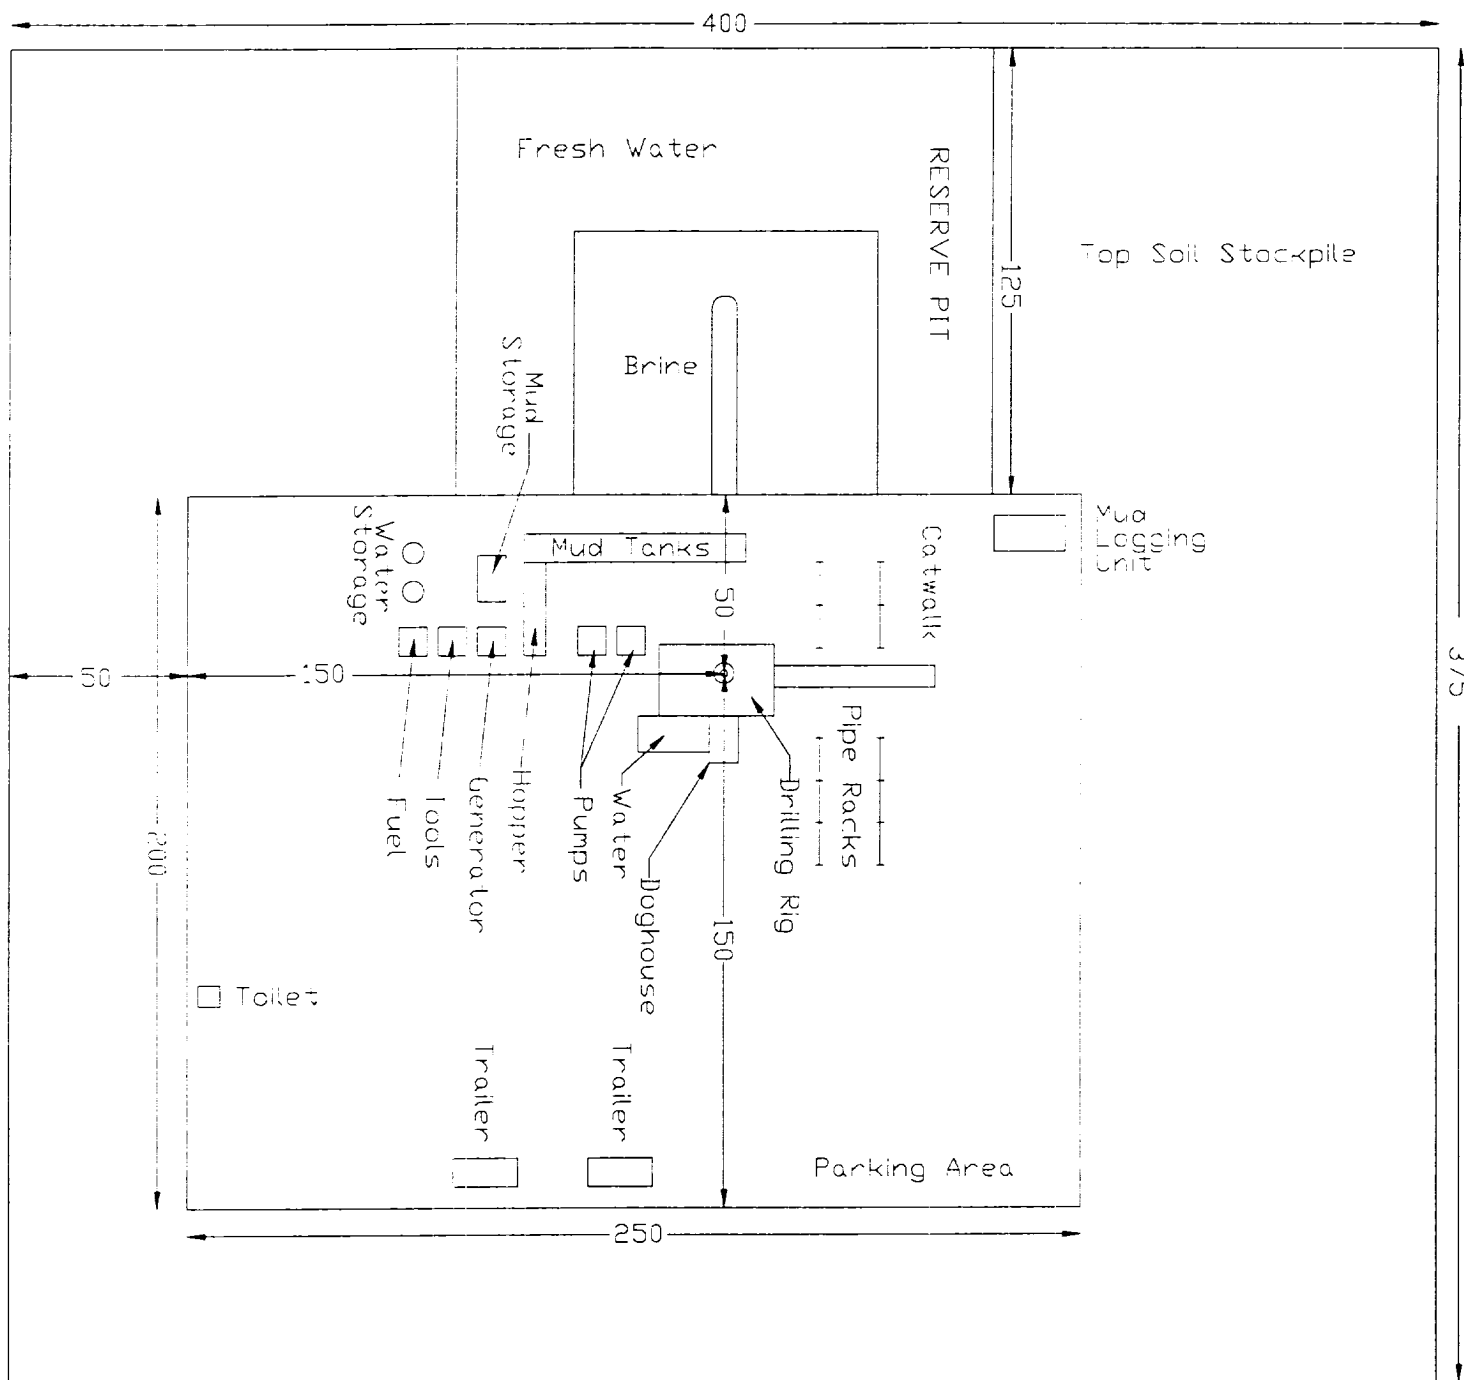 400
Fresh Water
RESERVE PIT
125
Top Soil Stockpile
Brine
Mud
Storage
Water
Storage
Mud Tanks
50
Catwalk
Mud
Logging
Unit
375
50
150
Pipe Racks
Drilling Rig
Fuel
Tools
Generator
Hopper
Pumps
Water
Doghouse
200
150
Toilet
Trailer
Trailer
Parking Area
250